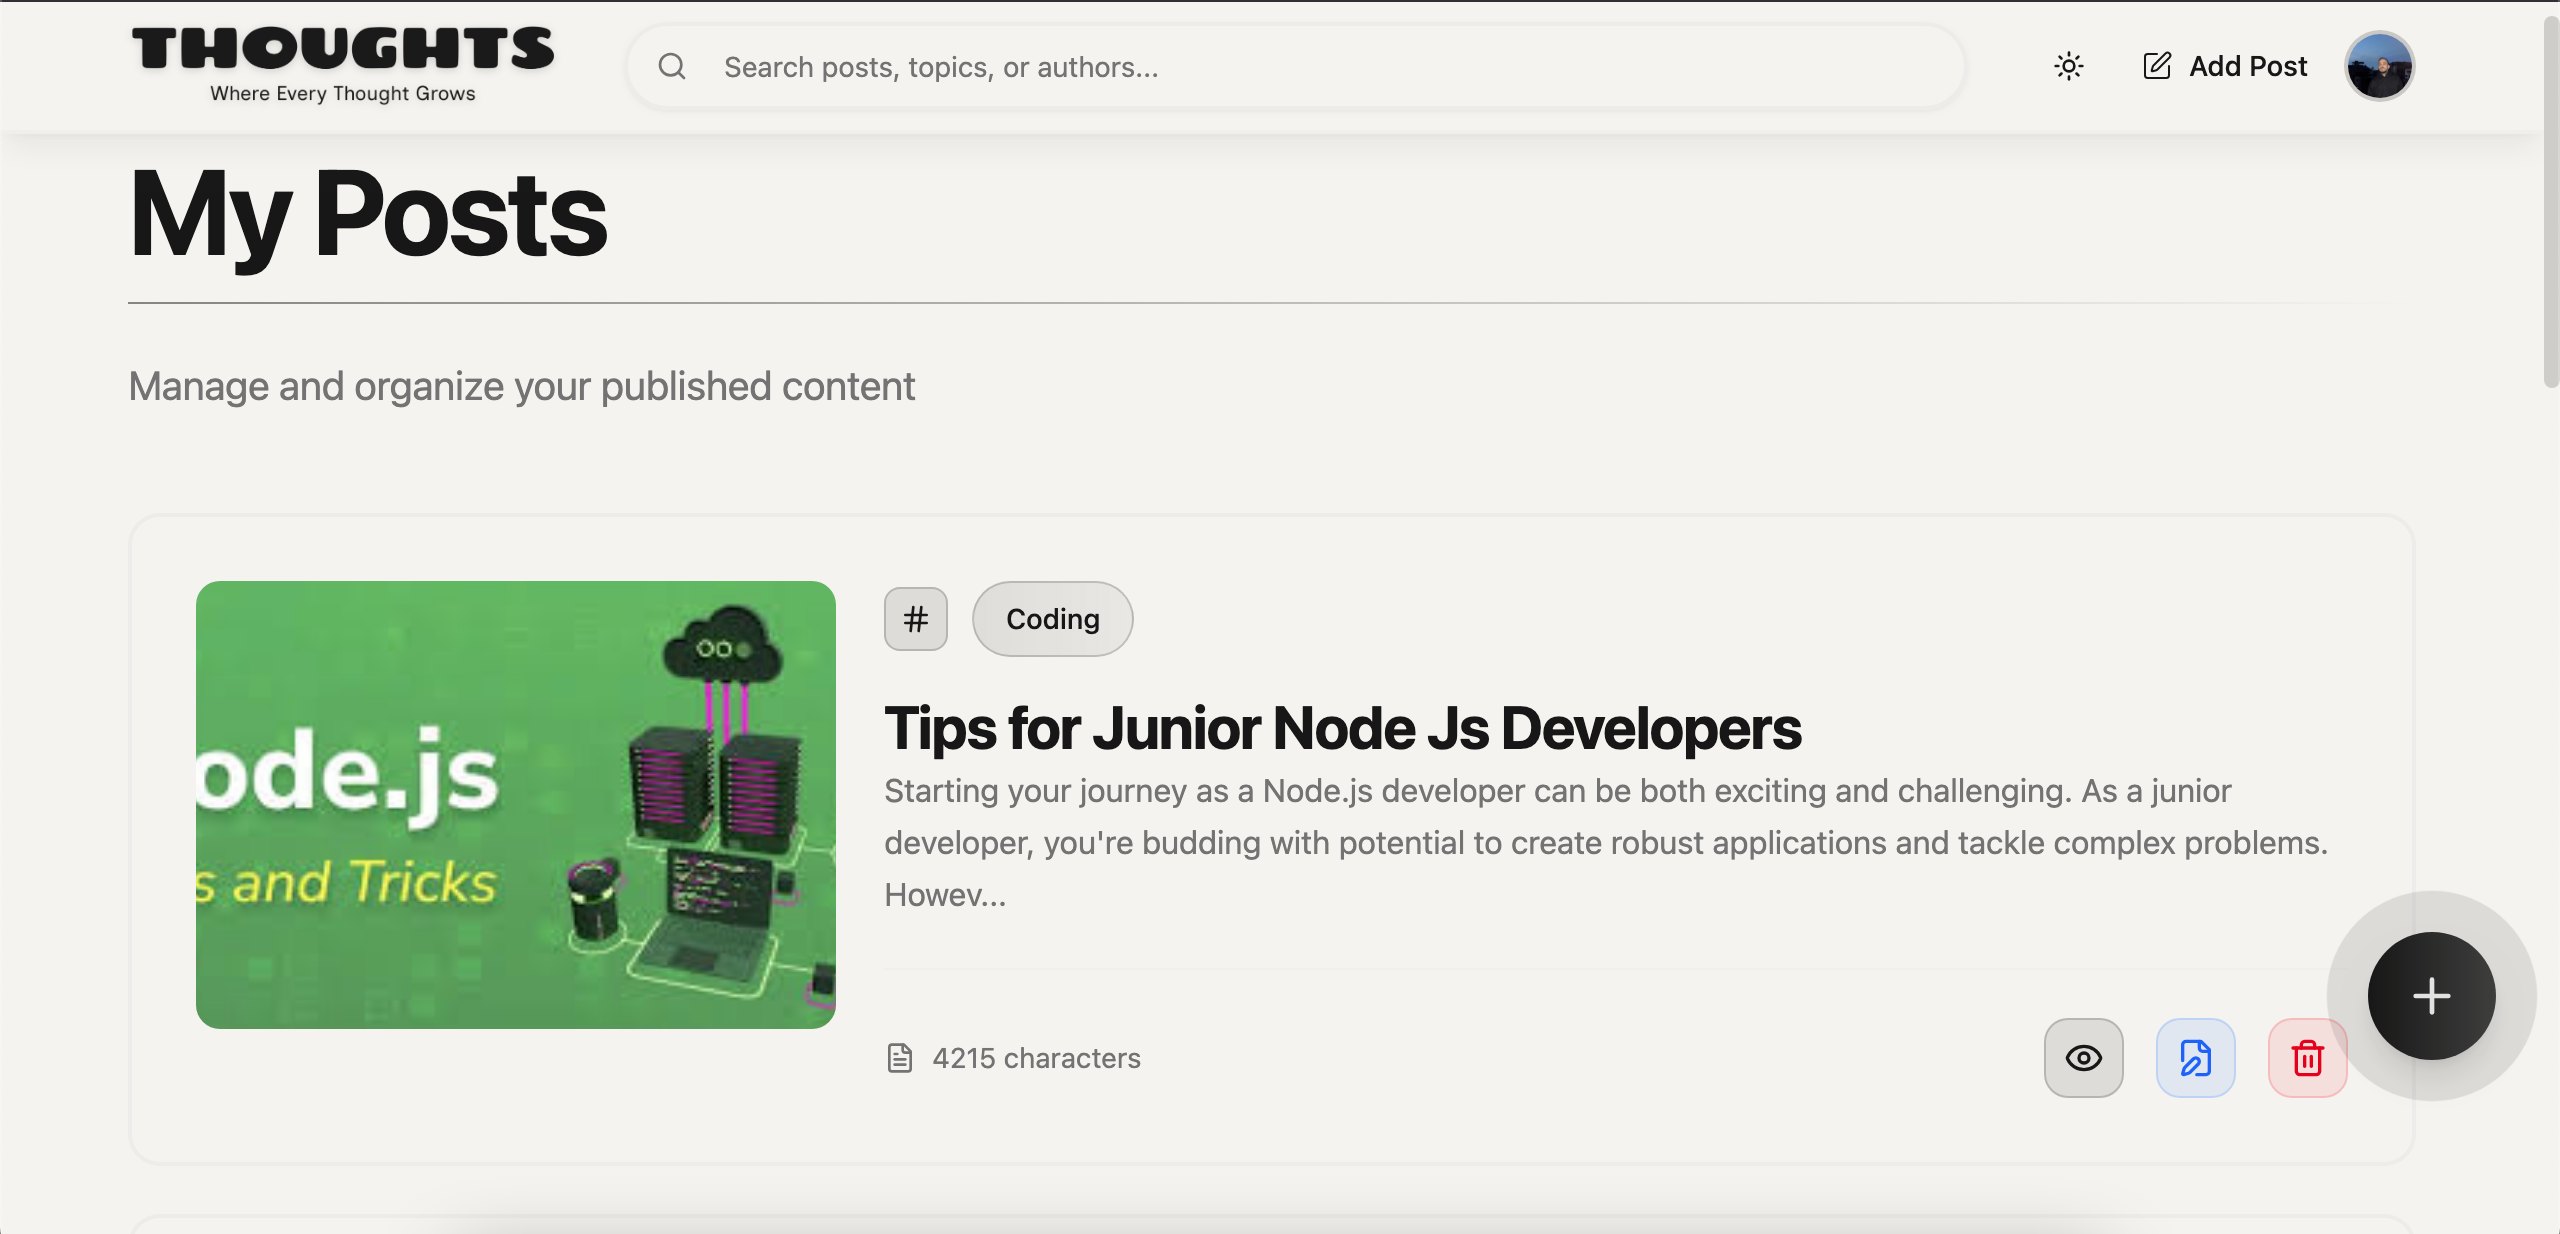 THOUGHTS
Where Every Thought Grows
Search posts, topics, or authors...
Add Post
My Posts
Manage and organize your published content
ode.js
s and Tricks
# Coding
Tips for Junior Node Js Developers
Starting your journey as a Node.js developer can be both exciting and challenging. As a junior
developer, you're budding with potential to create robust applications and tackle complex problems.
Howev...
4215 characters